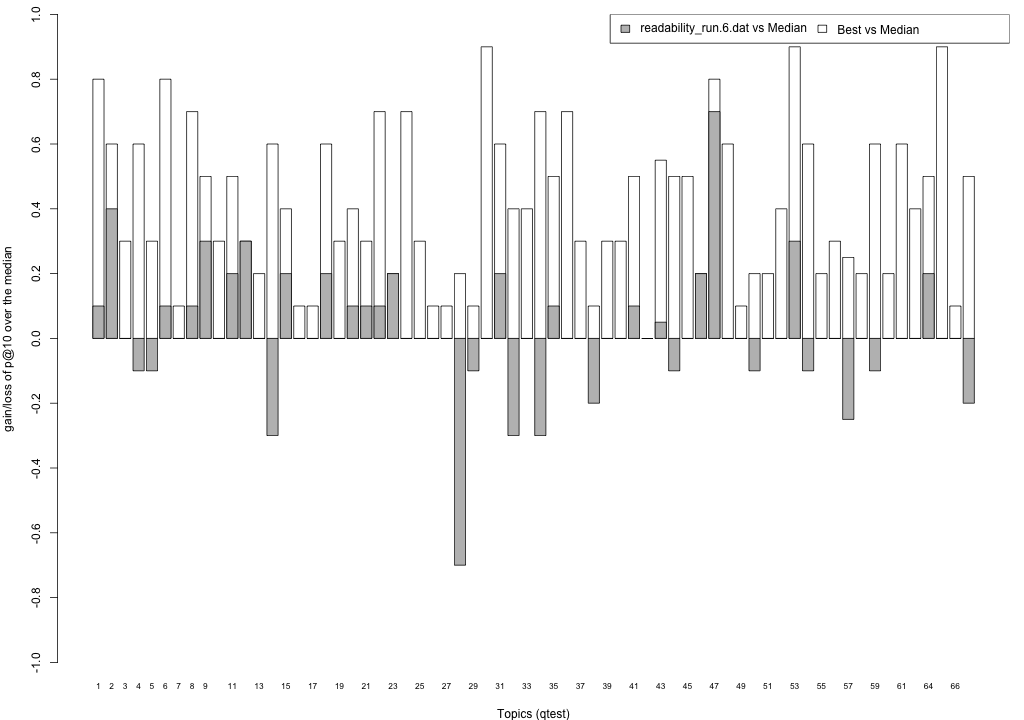 readability_run.6.dat vs Median Best vs Median
1.0
0.8
0.6
0.4
0.2
0.0
-0.2
-0.4
-0.6
-0.8
-1.0
gain/loss of p@10 over the median
1 2 3 4 5 6 7 8 9 11 13 15 17 19 21 23 25 27 29 31 33 35 37 39 41 43 45 47 49 51 53 55 57 59 61 64 66
Topics (qtest)